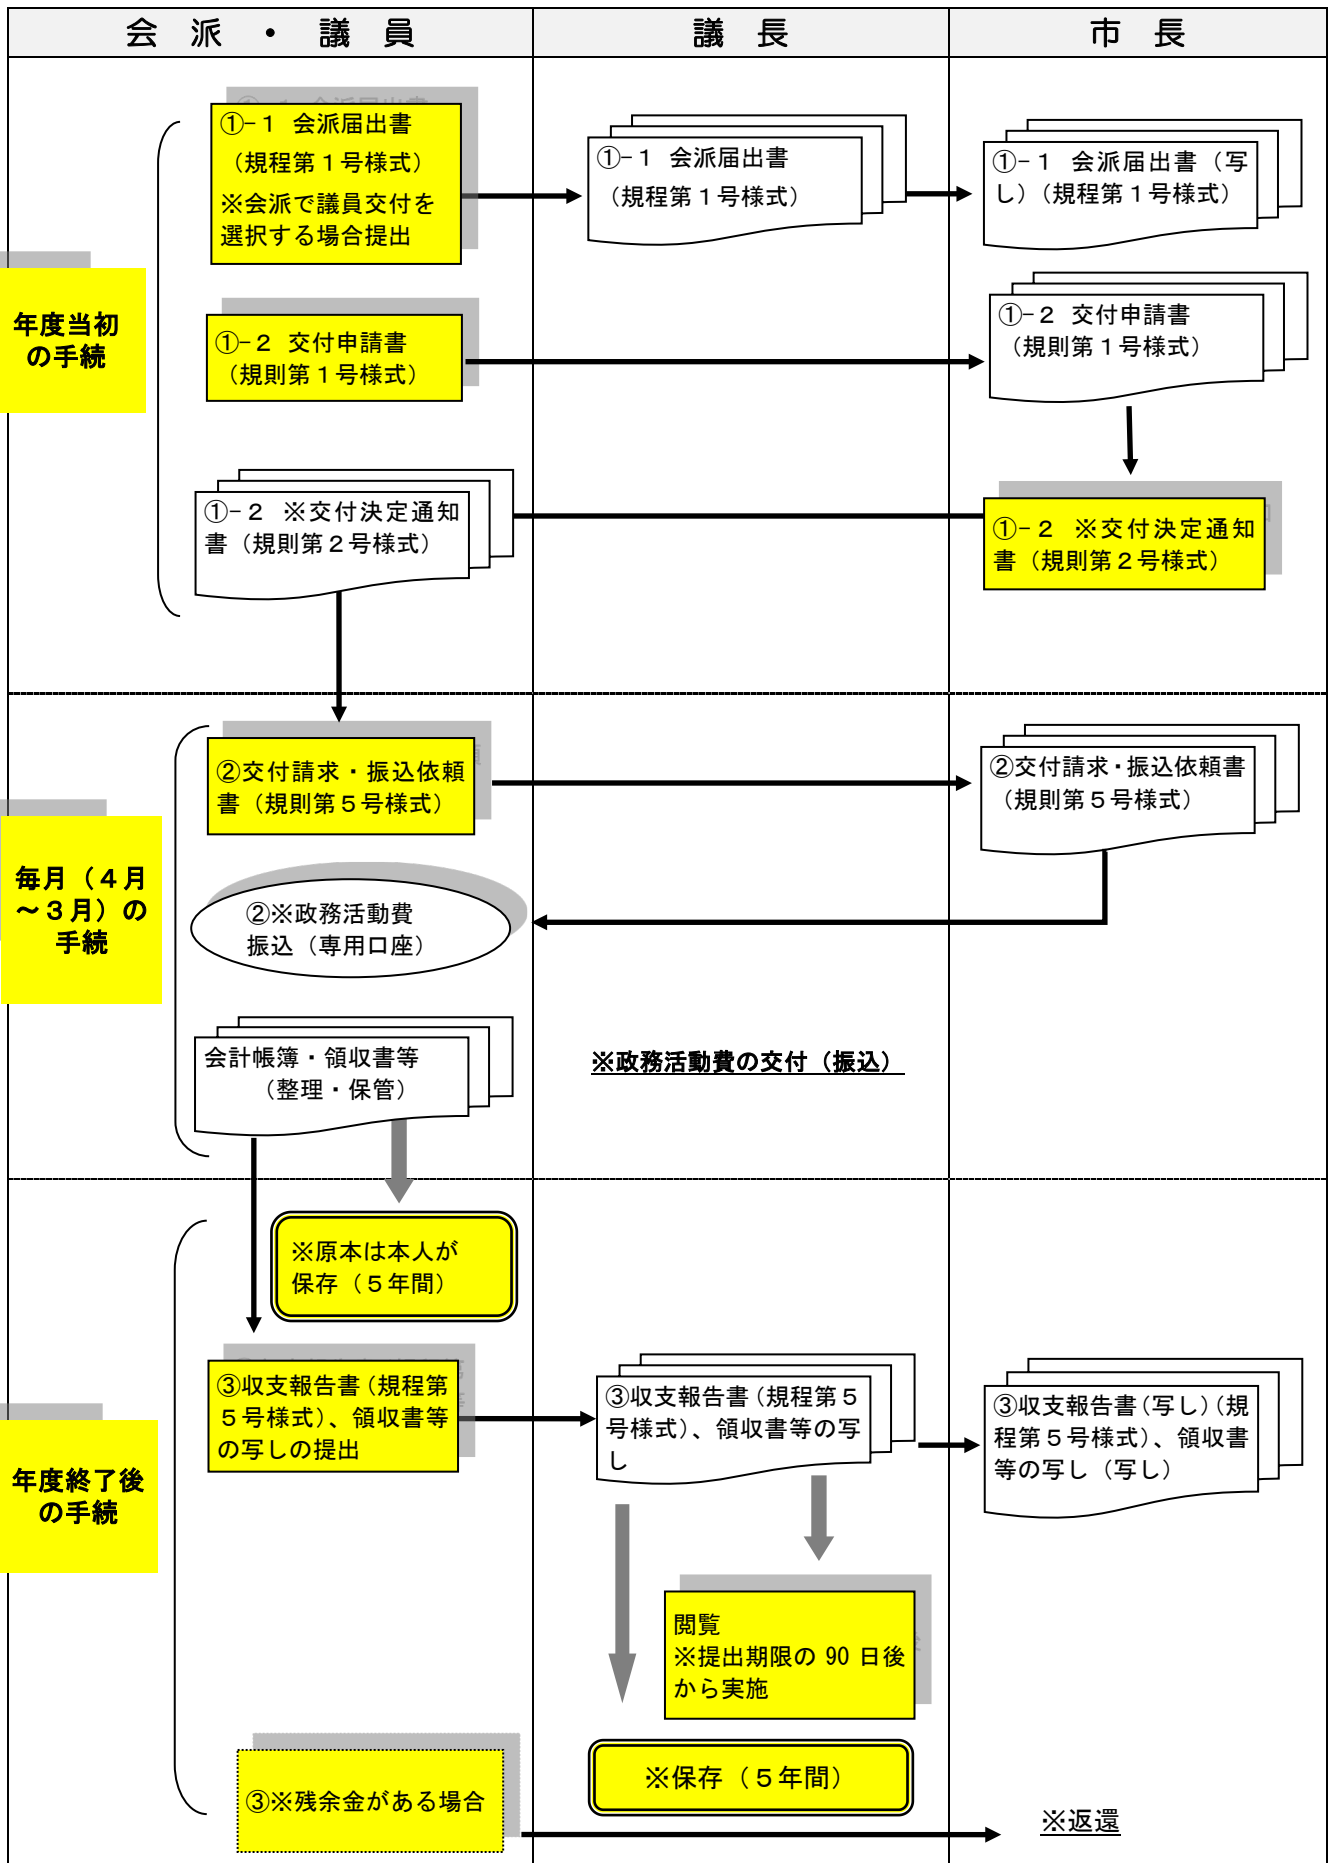 会派・議員
議長
市長
年度当初
の手続
①-1 会派届出書
（規程第1号様式）
※会派で議員交付を
選択する場合提出
①-1 会派届出書
（規程第1号様式）
①-1 会派届出書（写
し）（規程第1号様式）
①-2 交付申請書
（規則第1号様式）
①-2 交付申請書
（規則第1号様式）
①-2 ※交付決定通知
書（規則第2号様式）
①-2 ※交付決定通知
書（規則第2号様式）
毎月（4月
～3月）の
手続
②交付請求・振込依頼
書（規則第5号様式）
②交付請求・振込依頼書
（規則第5号様式）
②※政務活動費
振込（専用口座）
会計帳簿・領収書等
（整理・保管）
※政務活動費の交付（振込）
年度終了後
の手続
※原本は本人が
保存（5年間）
③収支報告書（規程第
5号様式）、領収書等
の写しの提出
③収支報告書（規程第5
号様式）、領収書等の写
し
③収支報告書（写し）（規
程第5号様式）、領収書
等の写し（写し）
閲覧
※提出期限の 90 日後
から実施
※保存（5年間）
③※残余金がある場合
※返還